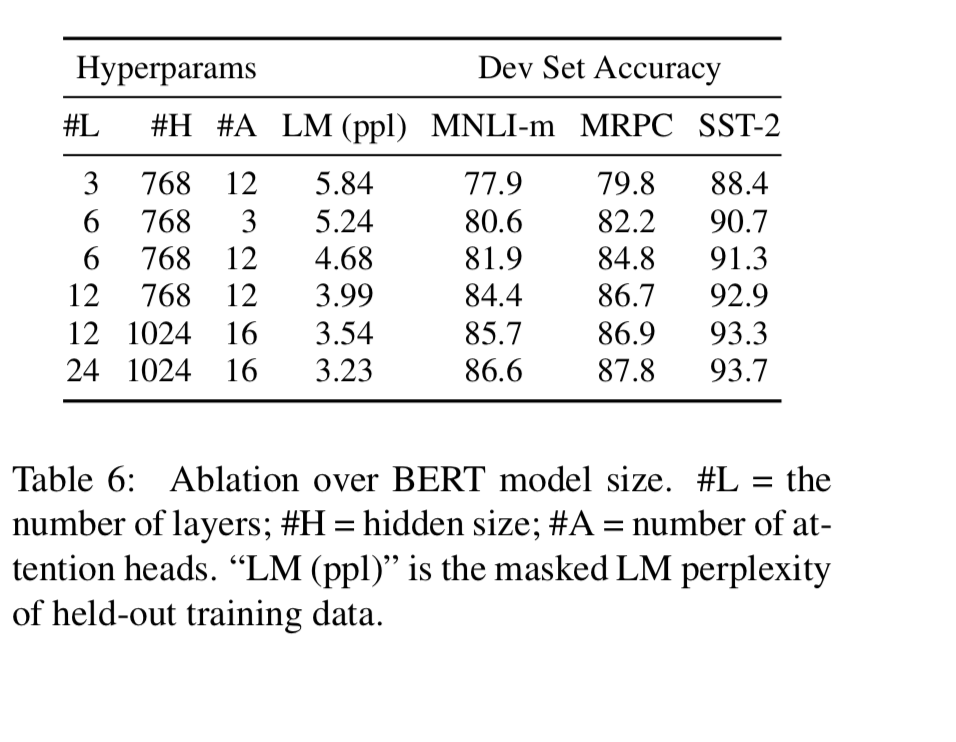 Hyperparams Dev Set Accuracy
#L #H #A LM (ppl) MNLI-m MRPC SST-2
3 768 12 5.84 77.9 79.8 88.4
6 768 3 5.24 80.6 82.2 90.7
6 768 12 4.68 81.9 84.8 91.3
12 768 12 3.99 84.4 86.7 92.9
12 1024 16 3.54 85.7 86.9 93.3
24 1024 16 3.23 86.6 87.8 93.7
Table 6: Ablation over BERT model size. #L = the
number of layers; #H = hidden size; #A = number of at-
tention heads. “LM (ppl)” is the masked LM perplexity
of held-out training data.